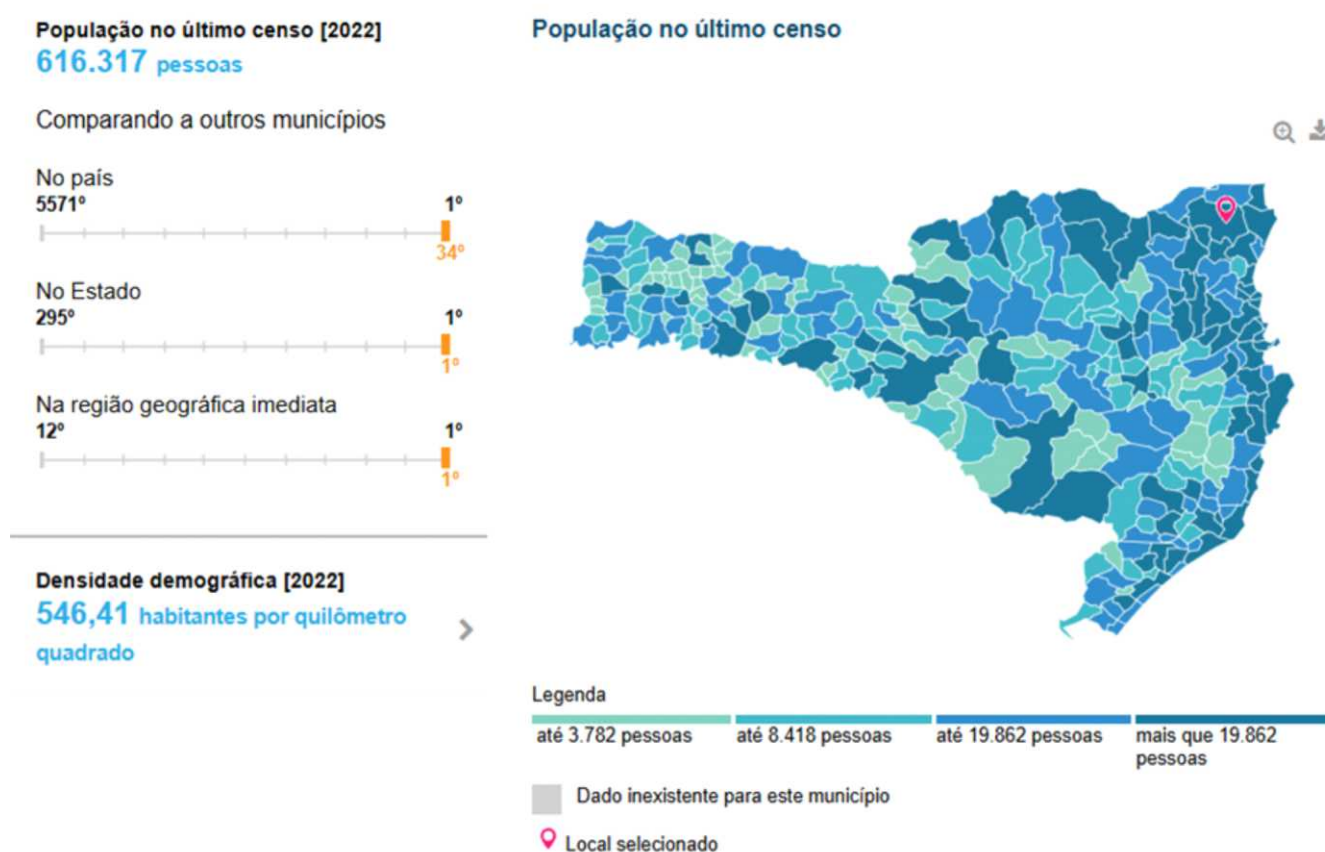 População no último censo [2022]
616.317 pessoas
Comparando a outros municípios
No país
5571º 1º
34º
No Estado
295º 1º
1º
Na região geográfica imediata
12º 1º
1º
Densidade demográfica [2022]
546,41 habitantes por quilômetro
quadrado
População no último censo
Legenda
até 3.782 pessoas
até 8.418 pessoas
até 19.862 pessoas
mais que 19.862
pessoas
Dado inexistente para este município
Local selecionado